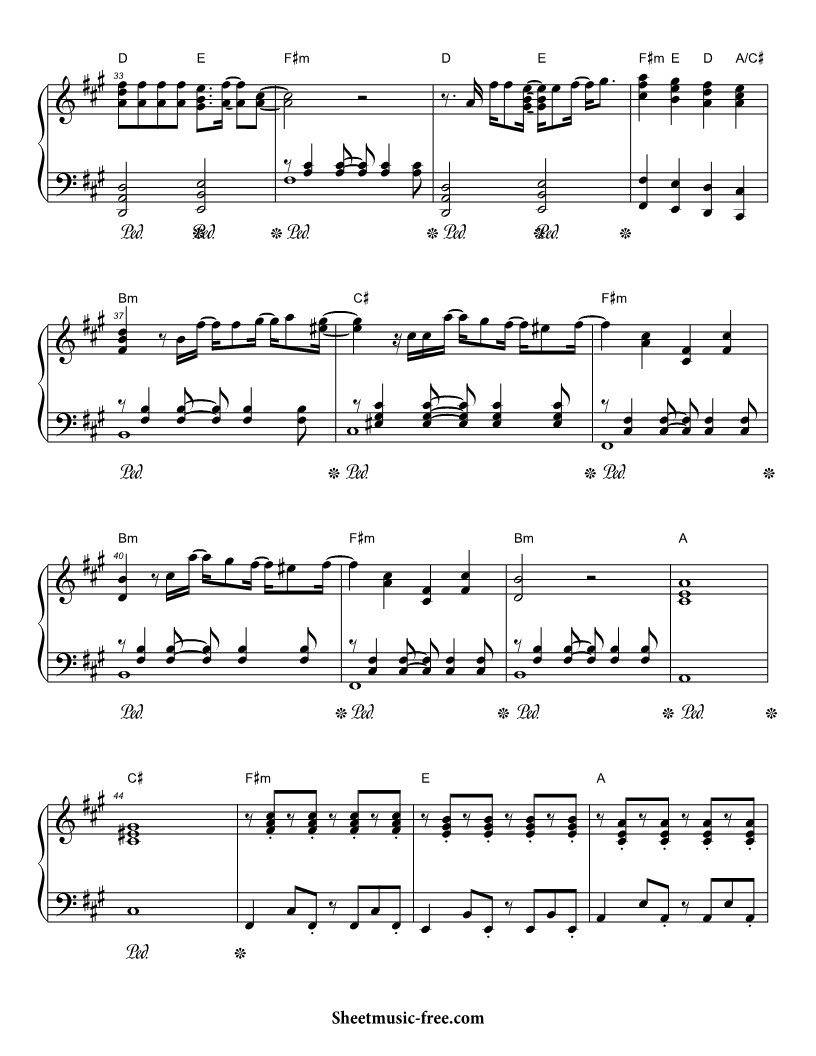 D E F♯m D E F♯m E D A/C♯
33
Ped. Ped. Ped. Ped. Ped.
Bm C♯ F♯m
37
Ped. Ped. Ped.
Bm F♯m Bm A
40
Ped. Ped. Ped. Ped.
C♯ F♯m E A
44
Ped.
Sheetmusic-free.com